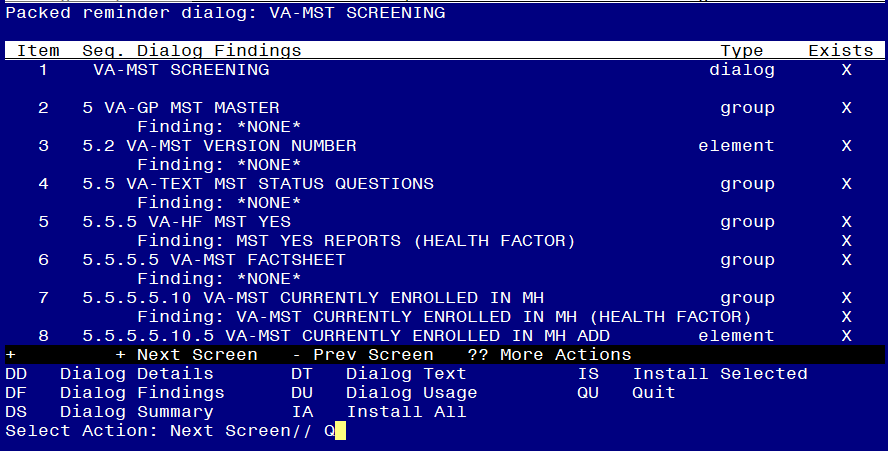 Packed reminder dialog: VA-MST SCREENING
Item  Seq. Dialog Findings  Type  Exists
1  VA-MST SCREENING  dialog  X
2  5 VA-GP MST MASTER  group  X
Finding: *NONE*
3  5.2 VA-MST VERSION NUMBER  element  X
Finding: *NONE*
4  5.5 VA-TEXT MST STATUS QUESTIONS  group  X
Finding: *NONE*
5  5.5.5 VA-HF MST YES  group  X
Finding: MST YES REPORTS (HEALTH FACTOR)  X
6  5.5.5.5 VA-MST FACTSHEET  group  X
Finding: *NONE*
7  5.5.5.5.10 VA-MST CURRENTLY ENROLLED IN MH  group  X
Finding: VA-MST CURRENTLY ENROLLED IN MH (HEALTH FACTOR)  X
8  5.5.5.5.10.5 VA-MST CURRENTLY ENROLLED IN MH ADD  element  X
+  + Next Screen  - Prev Screen  ?? More Actions
DD  Dialog Details  DT  Dialog Text  IS  Install Selected
DF  Dialog Findings  DU  Dialog Usage  QU  Quit
DS  Dialog Summary  IA  Install All
Select Action: Next Screen// Q